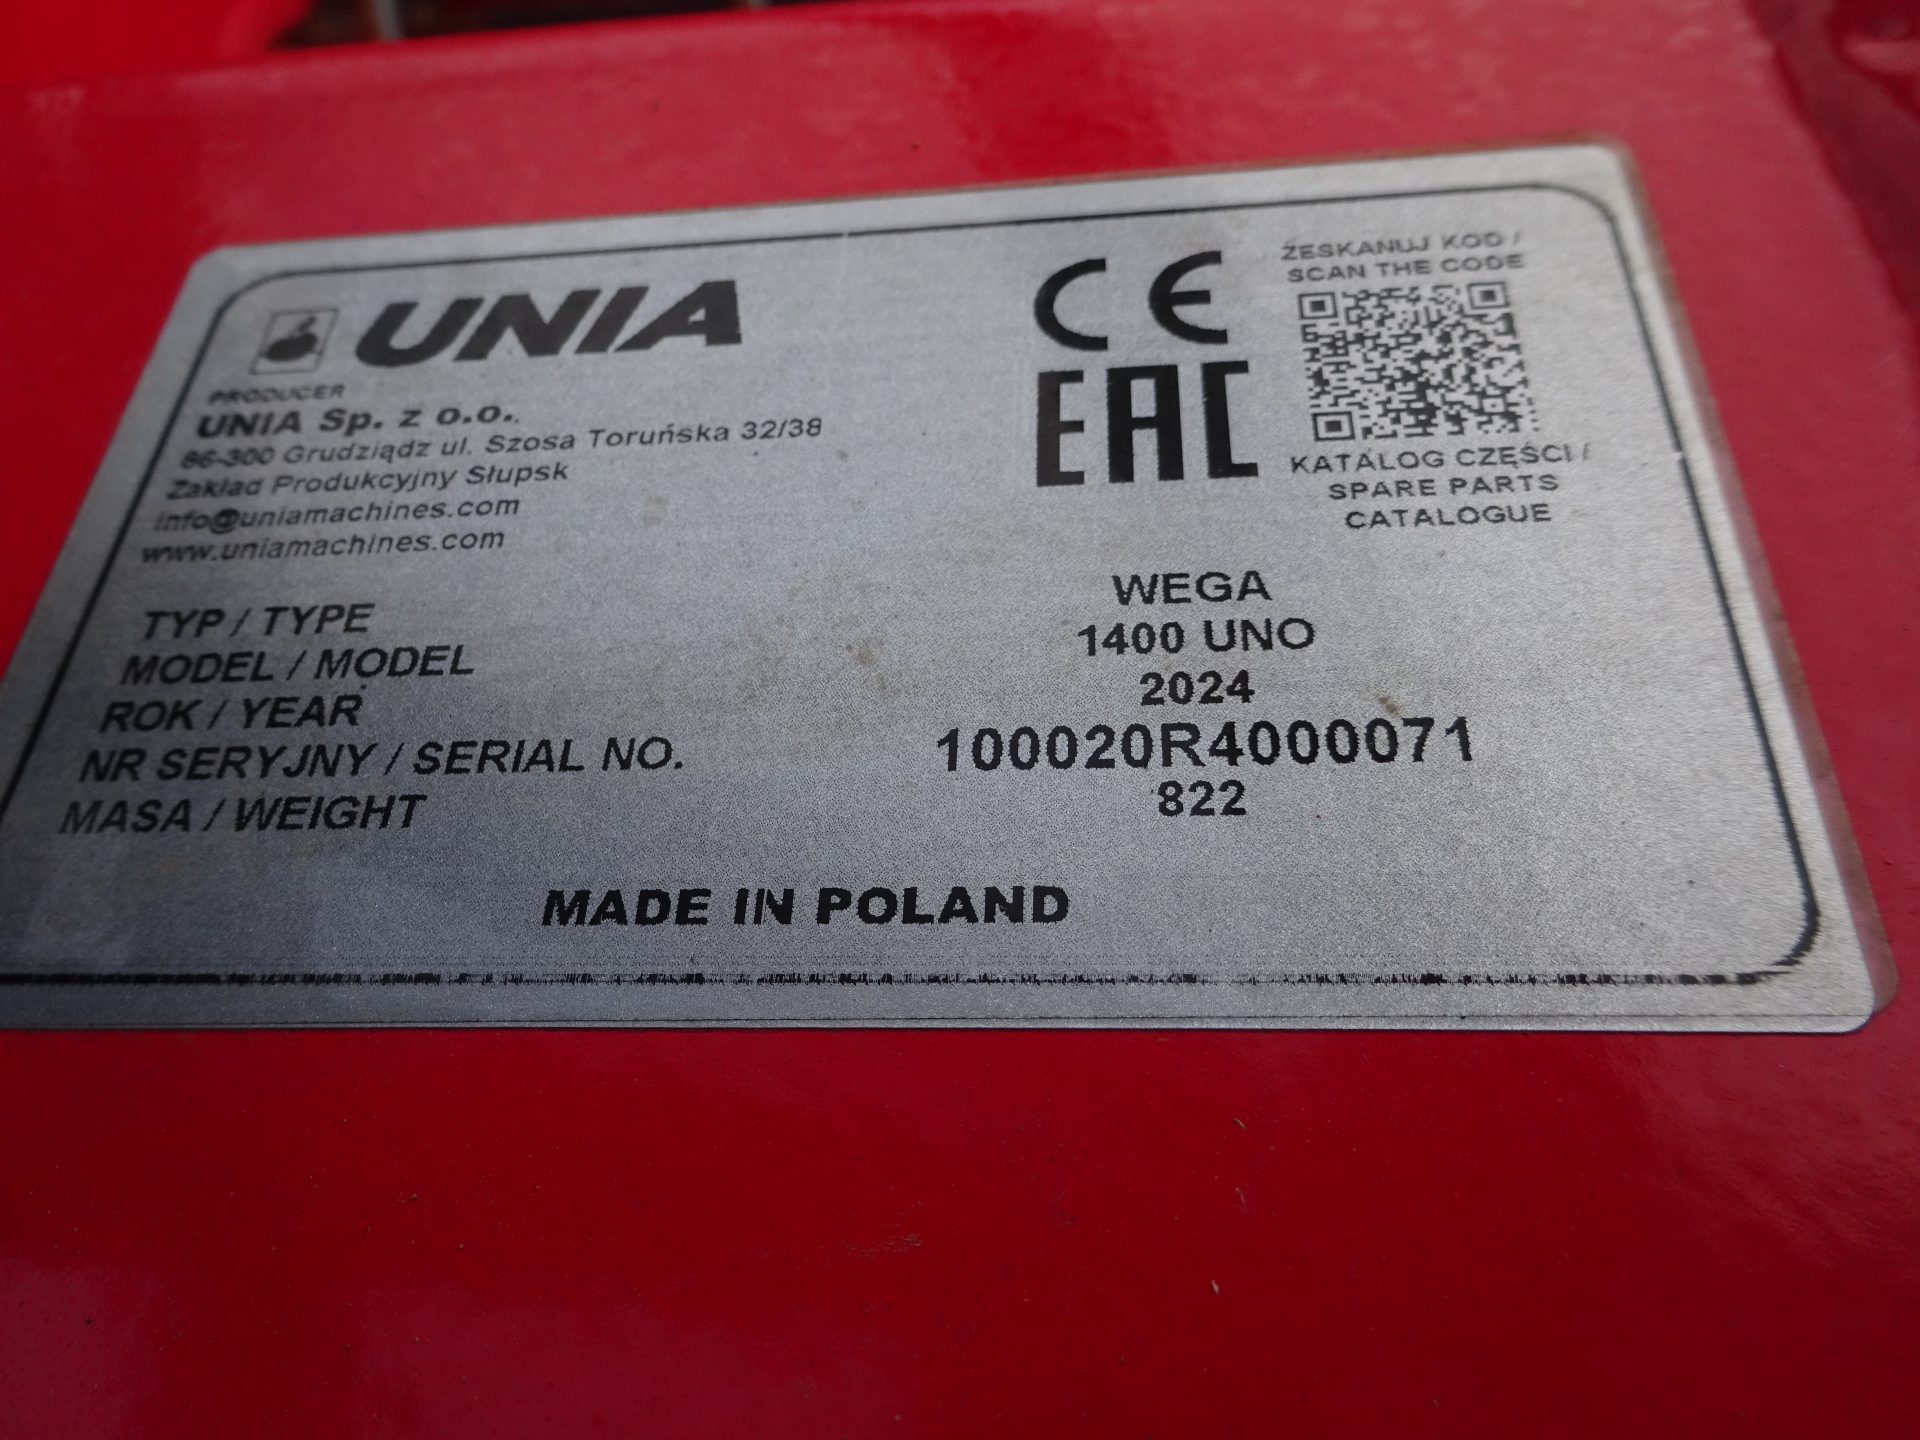 UNIA
PRODUCER
UNIA Sp. z o.o.
86-300 Grudziądz ul. Szosa Toruńska 32/38
Zakład Produkcyjny Słupsk
info@uniamachines.com
www.uniamachines.com
CE
EAC
ZESKANUJ KOD /
SCAN THE CODE
KATALOG CZĘŚCI /
SPARE PARTS
CATALOGUE
TYP / TYPE WEGA
MODEL / MODEL 1400 UNO
ROK / YEAR 2024
NR SERYJNY / SERIAL NO. 100020R4000071
MASA / WEIGHT 822
MADE IN POLAND